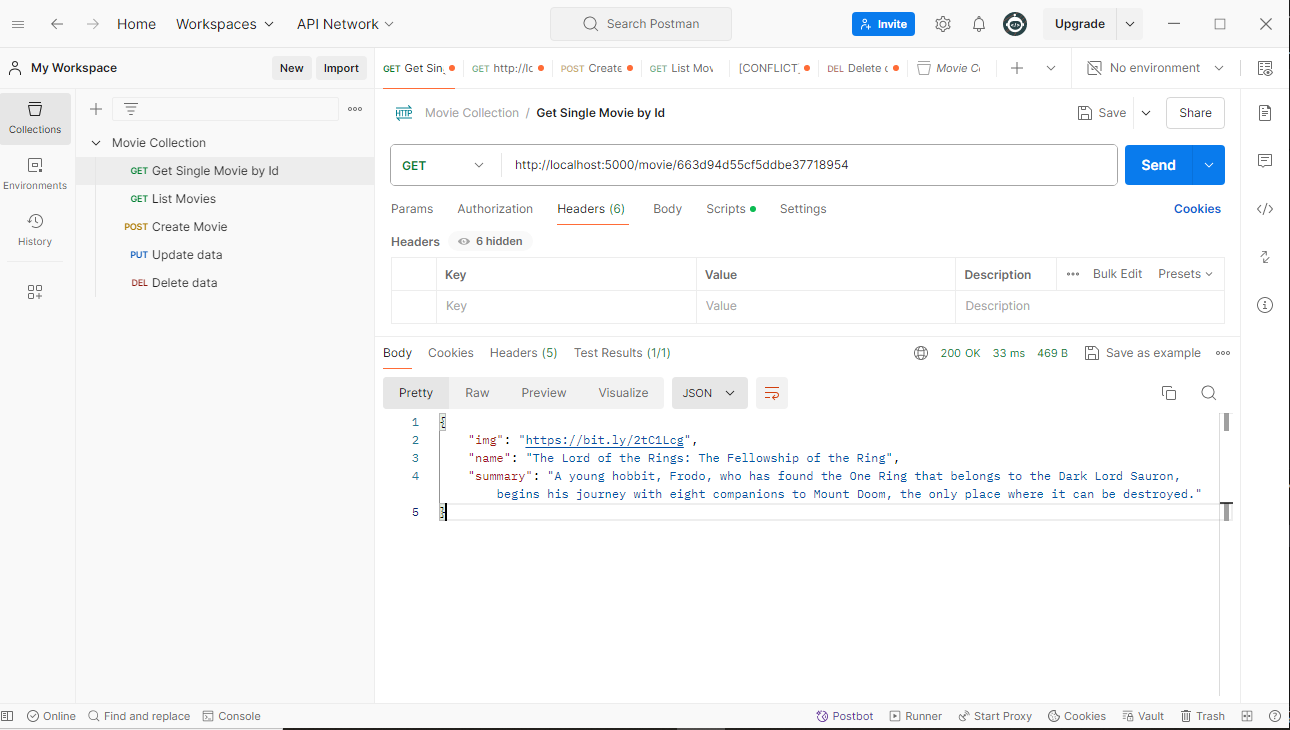 Home Workspaces API Network Search Postman Invite Upgrade
My Workspace New Import
GET Get Sin GET http://lc POST Create GET List Mov [CONFLICT] DEL Delete c Movie C No environment
Collections
Environments
History
Movie Collection
GET Get Single Movie by Id
GET List Movies
POST Create Movie
PUT Update data
DEL Delete data
HTTP Movie Collection / Get Single Movie by Id Save Share
GET http://localhost:5000/movie/663d94d55cf5ddbe37718954 Send
Params Authorization Headers (6) Body Scripts Settings Cookies
Headers 6 hidden
Key Value Description Bulk Edit Presets
Key Value Description
Body Cookies Headers (5) Test Results (1/1) 200 OK 33 ms 469 B Save as example
Pretty Raw Preview Visualize JSON
1 {
2 "img": "https://bit.ly/2tC1Lcg",
3 "name": "The Lord of the Rings: The Fellowship of the Ring",
4 "summary": "A young hobbit, Frodo, who has found the One Ring that belongs to the Dark Lord Sauron,
begins his journey with eight companions to Mount Doom, the only place where it can be destroyed."
5 }
Online Find and replace Console Postbot Runner Start Proxy Cookies Vault Trash